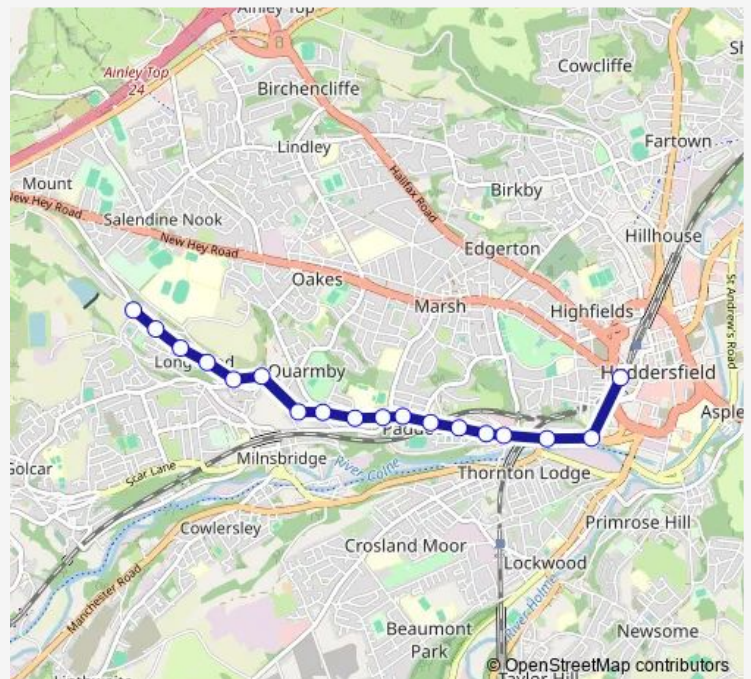 Ainley Top
Cowcliffe
Ainley Top
24
Birchencliffe
Fartown
Lindley
Halifax Road
Mount
Birkby
New Hey Road
Salendine Nook
New Hey Road
Edgerton
Hillhouse
St Andrew's Road
Oakes
Marsh
Highfields
Quarmby
Huddersfield
Milnsbridge
River Colne
Scar Lane
Thornton Lodge
Cowlersley
Primrose Hill
Crosland Moor
Lockwood
Manchester Road
River Holme
Beaumont
Park
Newsome
© OpenStreetMap contributors